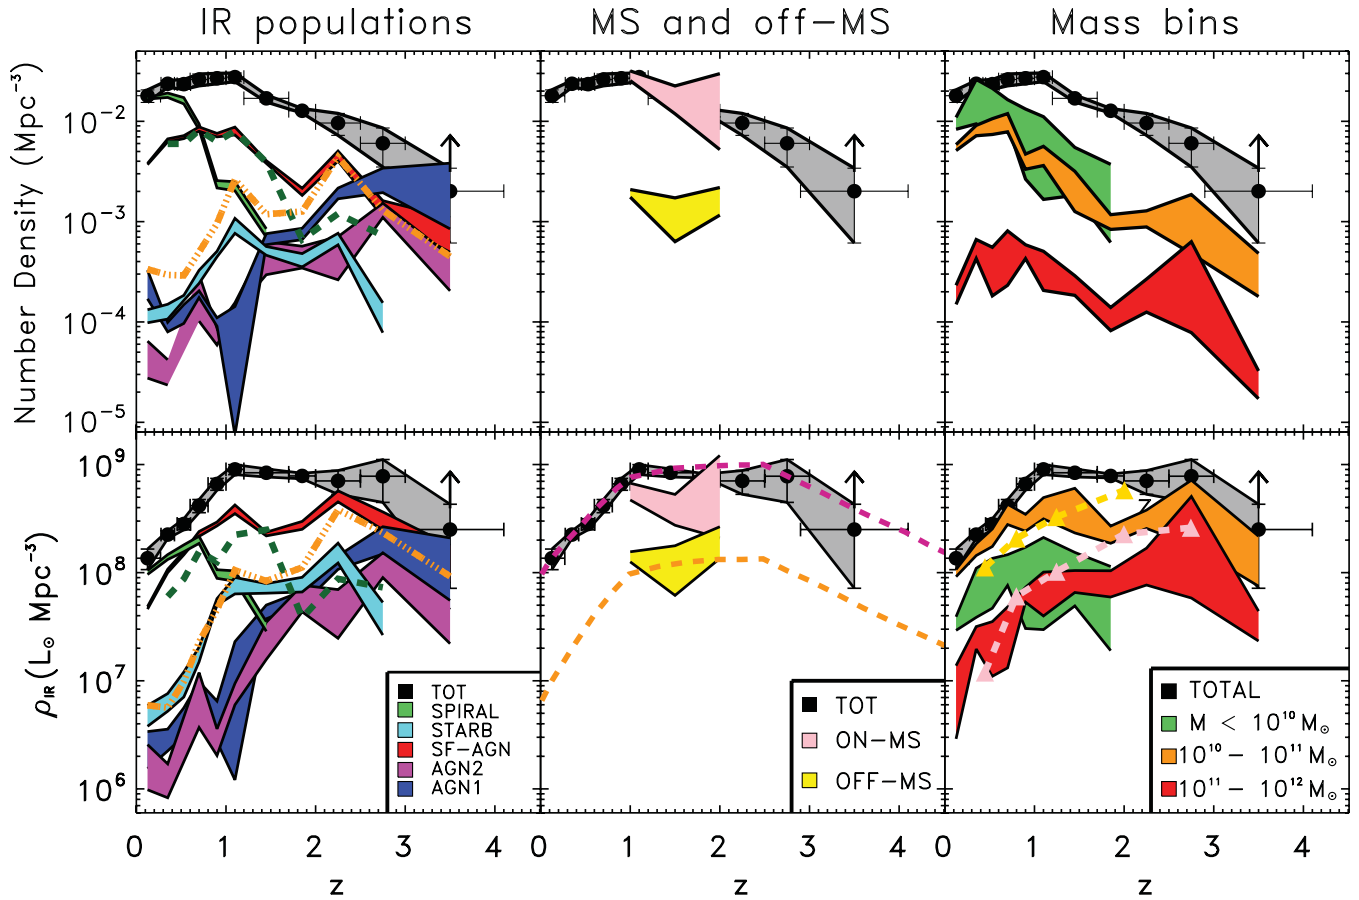 IR populations
MS and off−MS
Mass bins
Number Density (Mpc⁻³)
10⁻²
10⁻³
10⁻⁴
10⁻⁵
ρ_IR (L⊙ Mpc⁻³)
10⁹
10⁸
10⁷
10⁶
TOT
SPIRAL
STARB
SF−AGN
AGN2
AGN1
TOT
ON−MS
OFF−MS
TOTAL
M < 10¹⁰ M⊙
10¹⁰ − 10¹¹ M⊙
10¹¹ − 10¹² M⊙
0 1 2 3 4
0 1 2 3 4
0 1 2 3 4
z
z
z